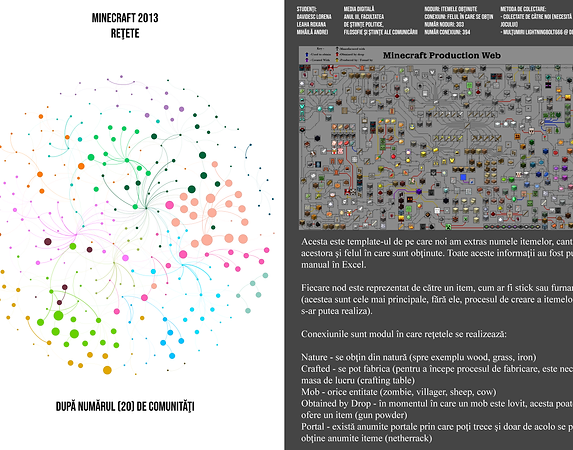 MINECRAFT 2013
REȚETE
DUPĂ NUMĂRUL (20) DE COMUNITĂȚI
STUDENȚI:
DAVIDESC LORENA
LEAHA ROXANA
MIHĂILĂ ANDREI
MEDIA DIGITALĂ
ANUL III, FACULTATEA
DE ȘTIINȚE POLITICE,
FILOSOFIE ȘI ȘTIINȚE ALE COMUNICĂRII
NODURI: ITEMELE OBȚINUTE
CONEXIUNI: FELUL ÎN CARE SE OBȚIN
NUMĂR NODURI: 303
NUMĂR CONEXIUNI: 394
METODA DE COLECTARE:
- COLECTATE DE CĂTRE NOI (NECESITĂ
JOCULUI)
- MULȚUMIRI LIGHTNINGBOLT666 @
Minecraft Production Web
Acesta este template-ul de pe care noi am extras numele itemelor, cant
acestora și felul în care sunt obținute. Toate aceste informații au fost pu
manual în Excel.
Fiecare nod este reprezentat de către un item, cum ar fi stick sau furnac
(acestea sunt cele mai principale, fără ele, procesul de creare a itemelo
s-ar putea realiza).
Conexiunile sunt modul în care rețetele se realizează:
Nature - se obțin din natură (spre exemplu wood, grass, iron)
Crafted - se pot fabrica (pentru a începe procesul de fabricare, este nec
masa de lucru (crafting table)
Mob - orice entitate (zombie, villager, sheep, cow)
Obtained by Drop - în momentul în care un mob este lovit, acesta poat
ofere un item (gun powder)
Portal - există anumite portale prin care poți trece și doar de acolo se p
obține anumite iteme (netherrack)